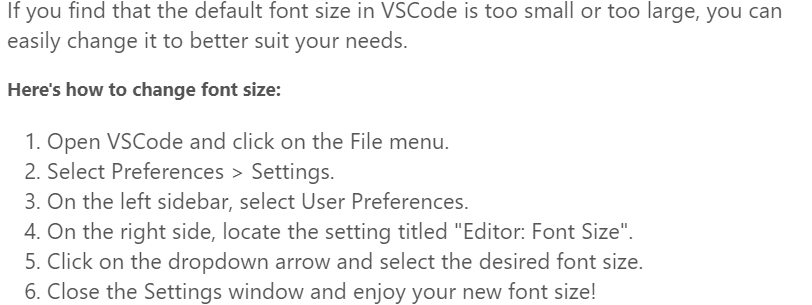 If you find that the default font size in VSCode is too small or too large, you can
easily change it to better suit your needs.
Here's how to change font size:
1. Open VSCode and click on the File menu.
2. Select Preferences > Settings.
3. On the left sidebar, select User Preferences.
4. On the right side, locate the setting titled "Editor: Font Size".
5. Click on the dropdown arrow and select the desired font size.
6. Close the Settings window and enjoy your new font size!